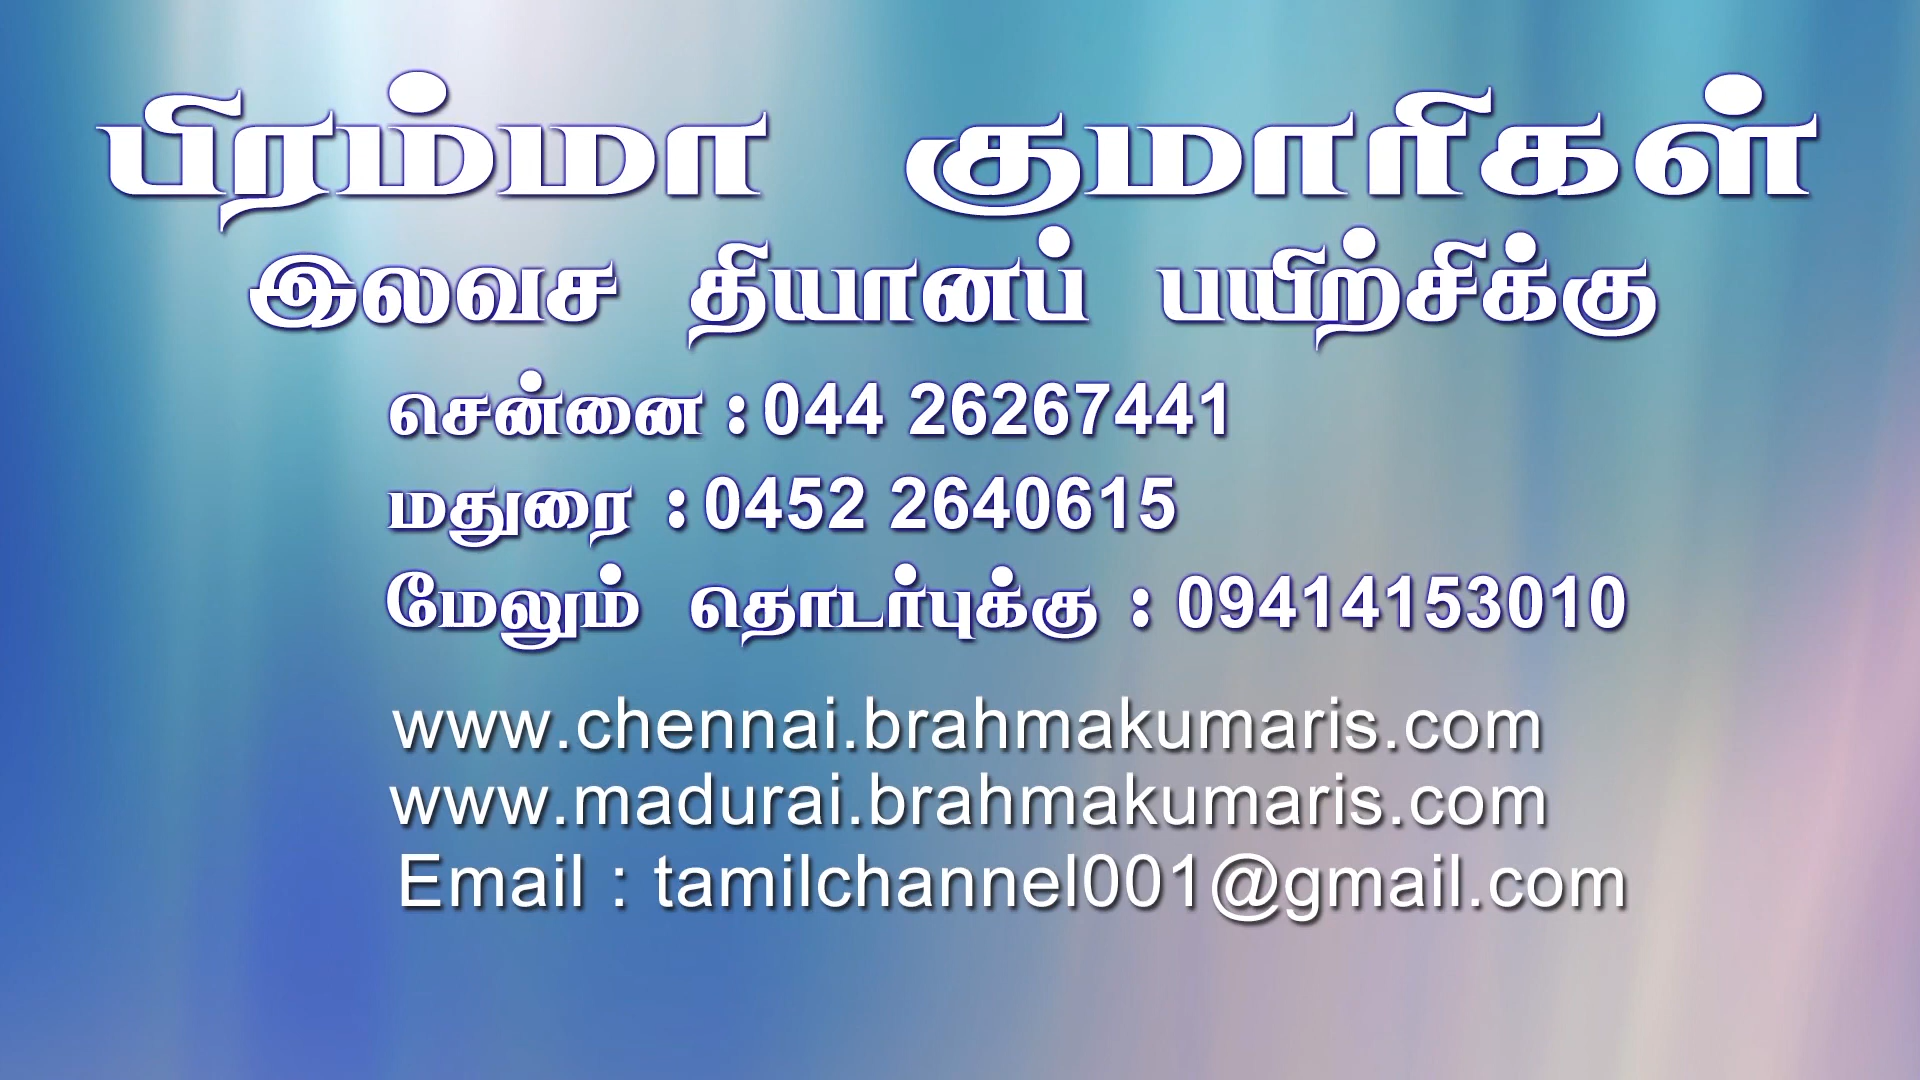 பிரம்மா குமாரிகள்
இலவச தியானப் பயிற்சிக்கு
சென்னை : 044 26267441
மதுரை : 0452 2640615
மேலும் தொடர்புக்கு : 09414153010
www.chennai.brahmakumaris.com
www.madurai.brahmakumaris.com
Email : tamilchannel001@gmail.com